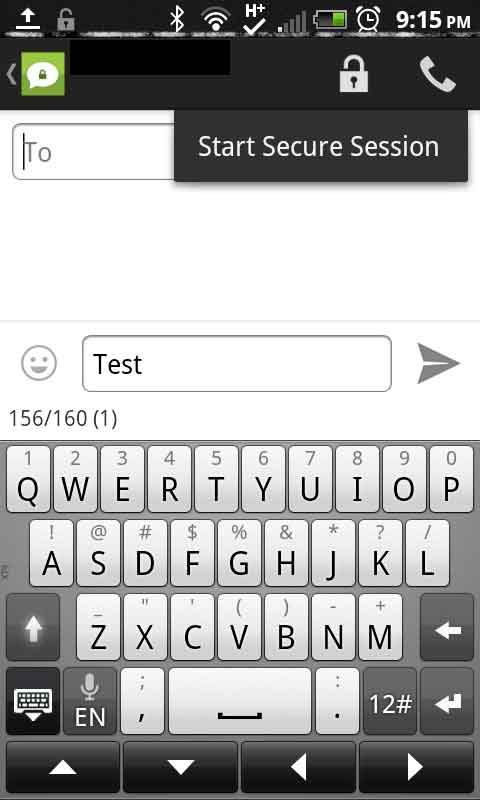 H+ 9:15 PM
Start Secure Session
To
Test
156/160 (1)
1 2 3 4 5 6 7 8 9 0
Q W E R T Y U I O P
! @ # $ % & * ? /
A S D F G H J K L
_ " ' ( ) - +
Z X C V B N M
; :
EN , . 12#